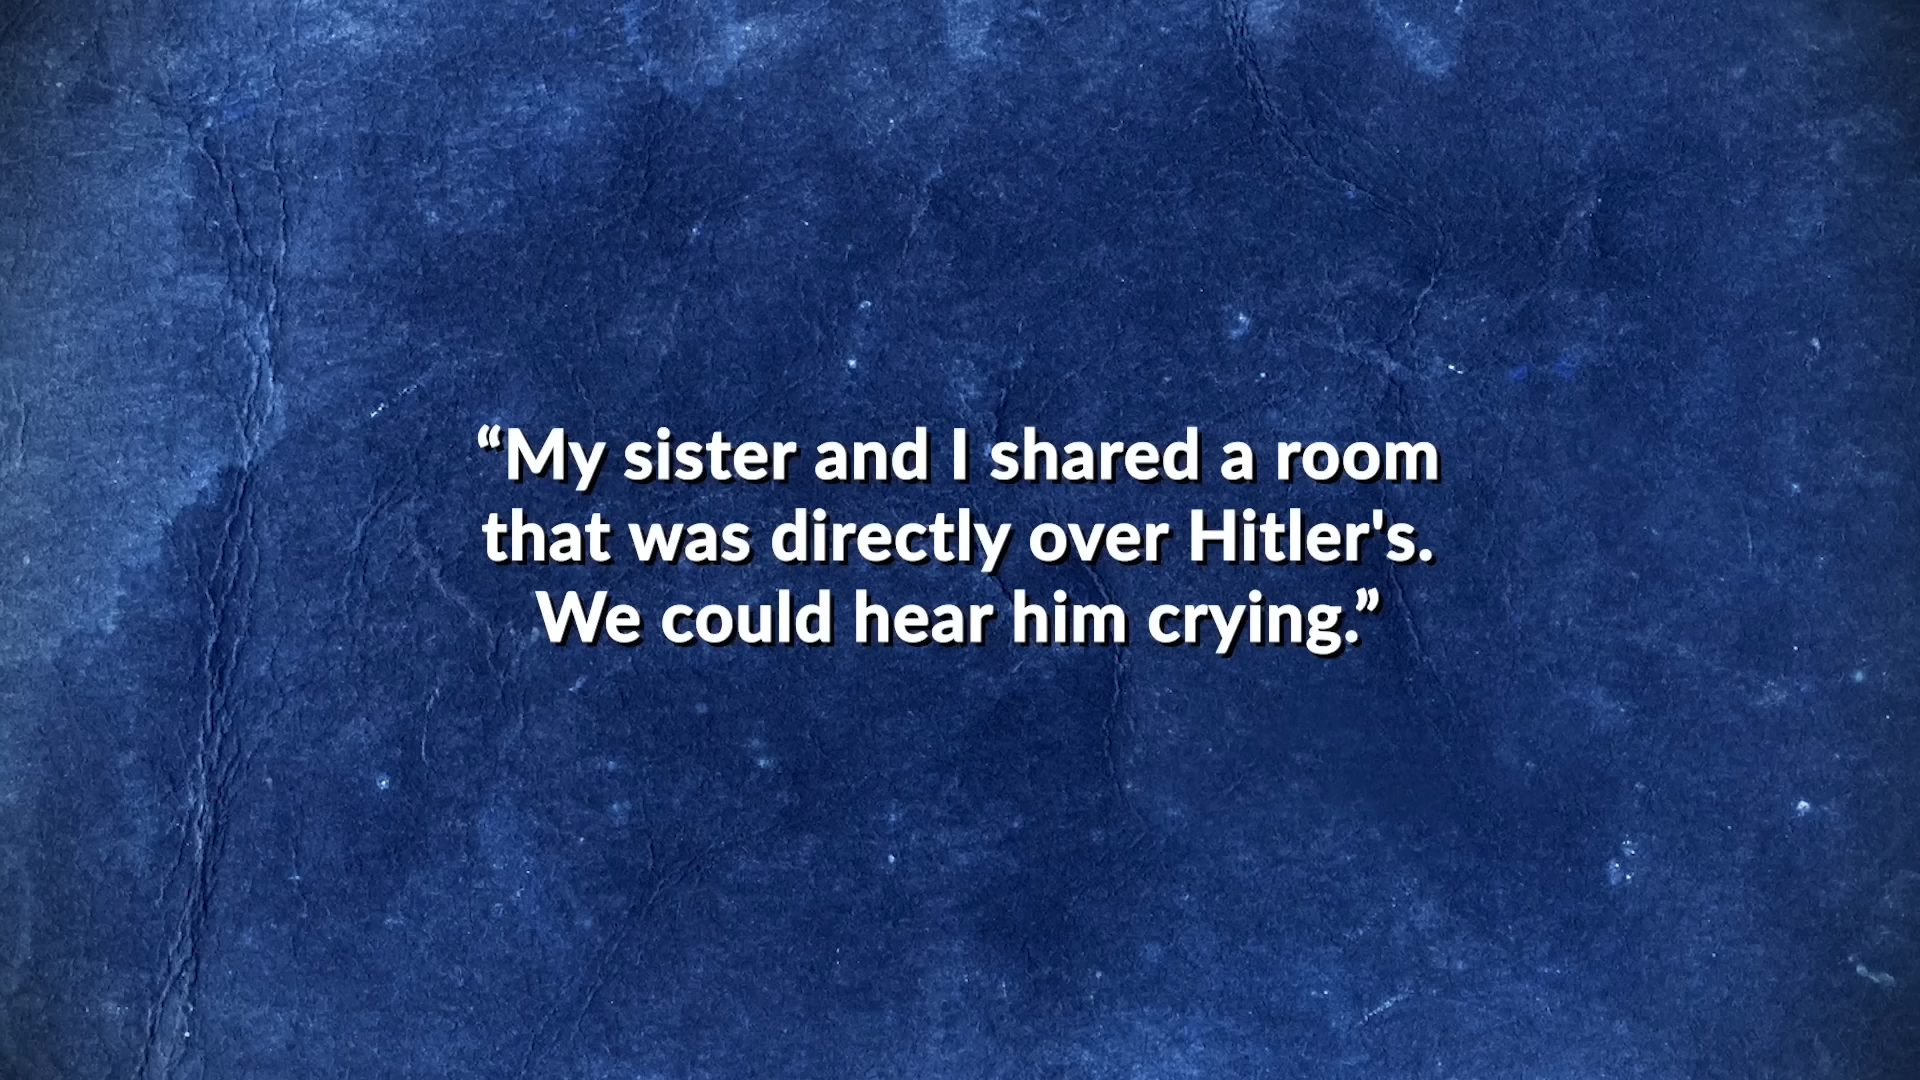 “My sister and I shared a room
that was directly over Hitler's.
We could hear him crying.”